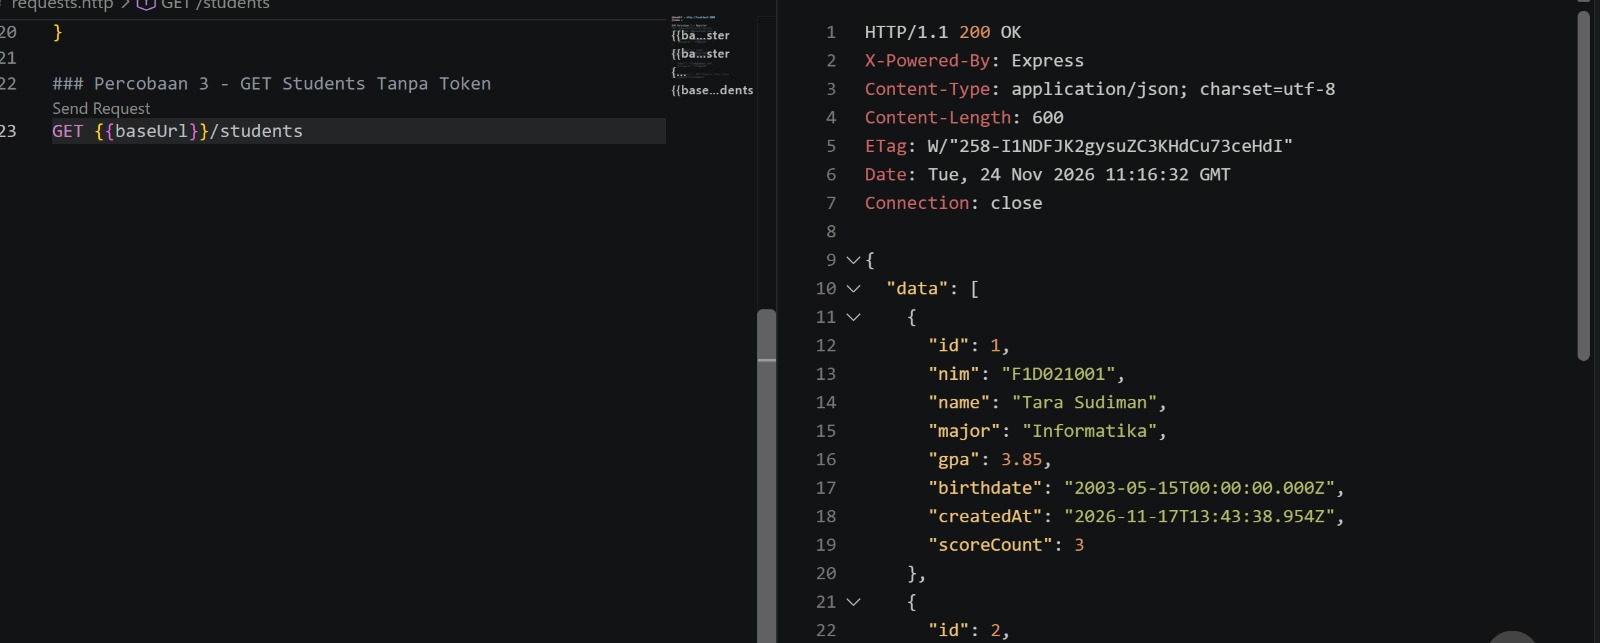 requests.http > GET /students
20 }
21
22 ### Percobaan 3 - GET Students Tanpa Token
Send Request
23 GET {{baseUrl}}/students
{{ba...ster
{{ba...ster
{...
{{base...dents
1 HTTP/1.1 200 OK
2 X-Powered-By: Express
3 Content-Type: application/json; charset=utf-8
4 Content-Length: 600
5 ETag: W/"258-I1NDFJK2gysuZC3KHdCu73ceHdI"
6 Date: Tue, 24 Nov 2026 11:16:32 GMT
7 Connection: close
8
9 {
10 "data": [
11 {
12 "id": 1,
13 "nim": "F1D021001",
14 "name": "Tara Sudiman",
15 "major": "Informatika",
16 "gpa": 3.85,
17 "birthdate": "2003-05-15T00:00:00.000Z",
18 "createdAt": "2026-11-17T13:43:38.954Z",
19 "scoreCount": 3
20 },
21 {
22 "id": 2,